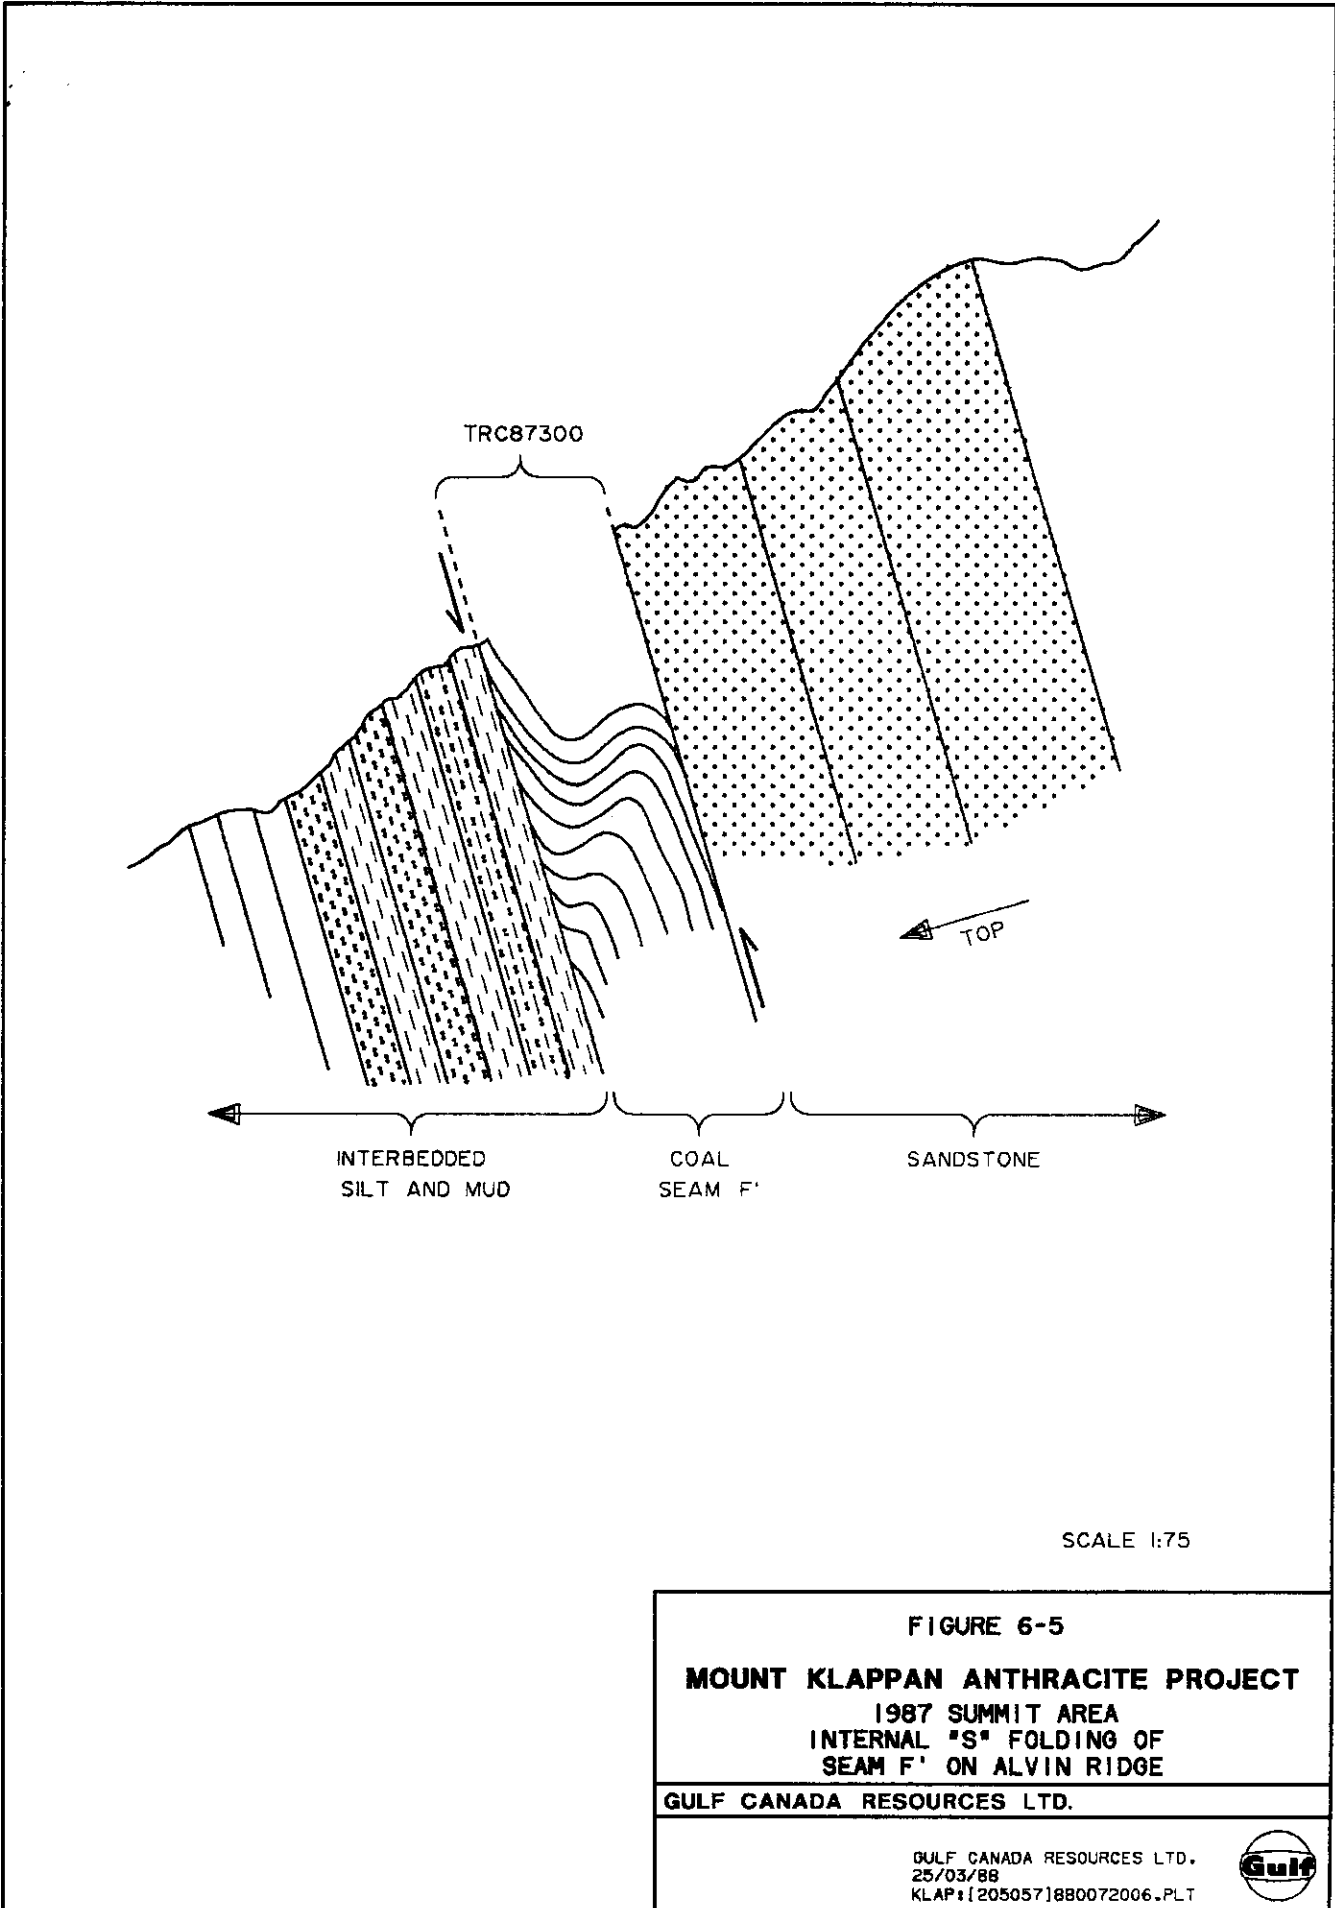 TRC87300
TOP
INTERBEDDED
SILT AND MUD
COAL
SEAM F'
SANDSTONE
SCALE 1:75
FIGURE 6-5
MOUNT KLAPPAN ANTHRACITE PROJECT
1987 SUMMIT AREA
INTERNAL "S" FOLDING OF
SEAM F' ON ALVIN RIDGE
GULF CANADA RESOURCES LTD.
GULF CANADA RESOURCES LTD.
25/03/88
KLAP:[205057]880072006.PLT
Gulf